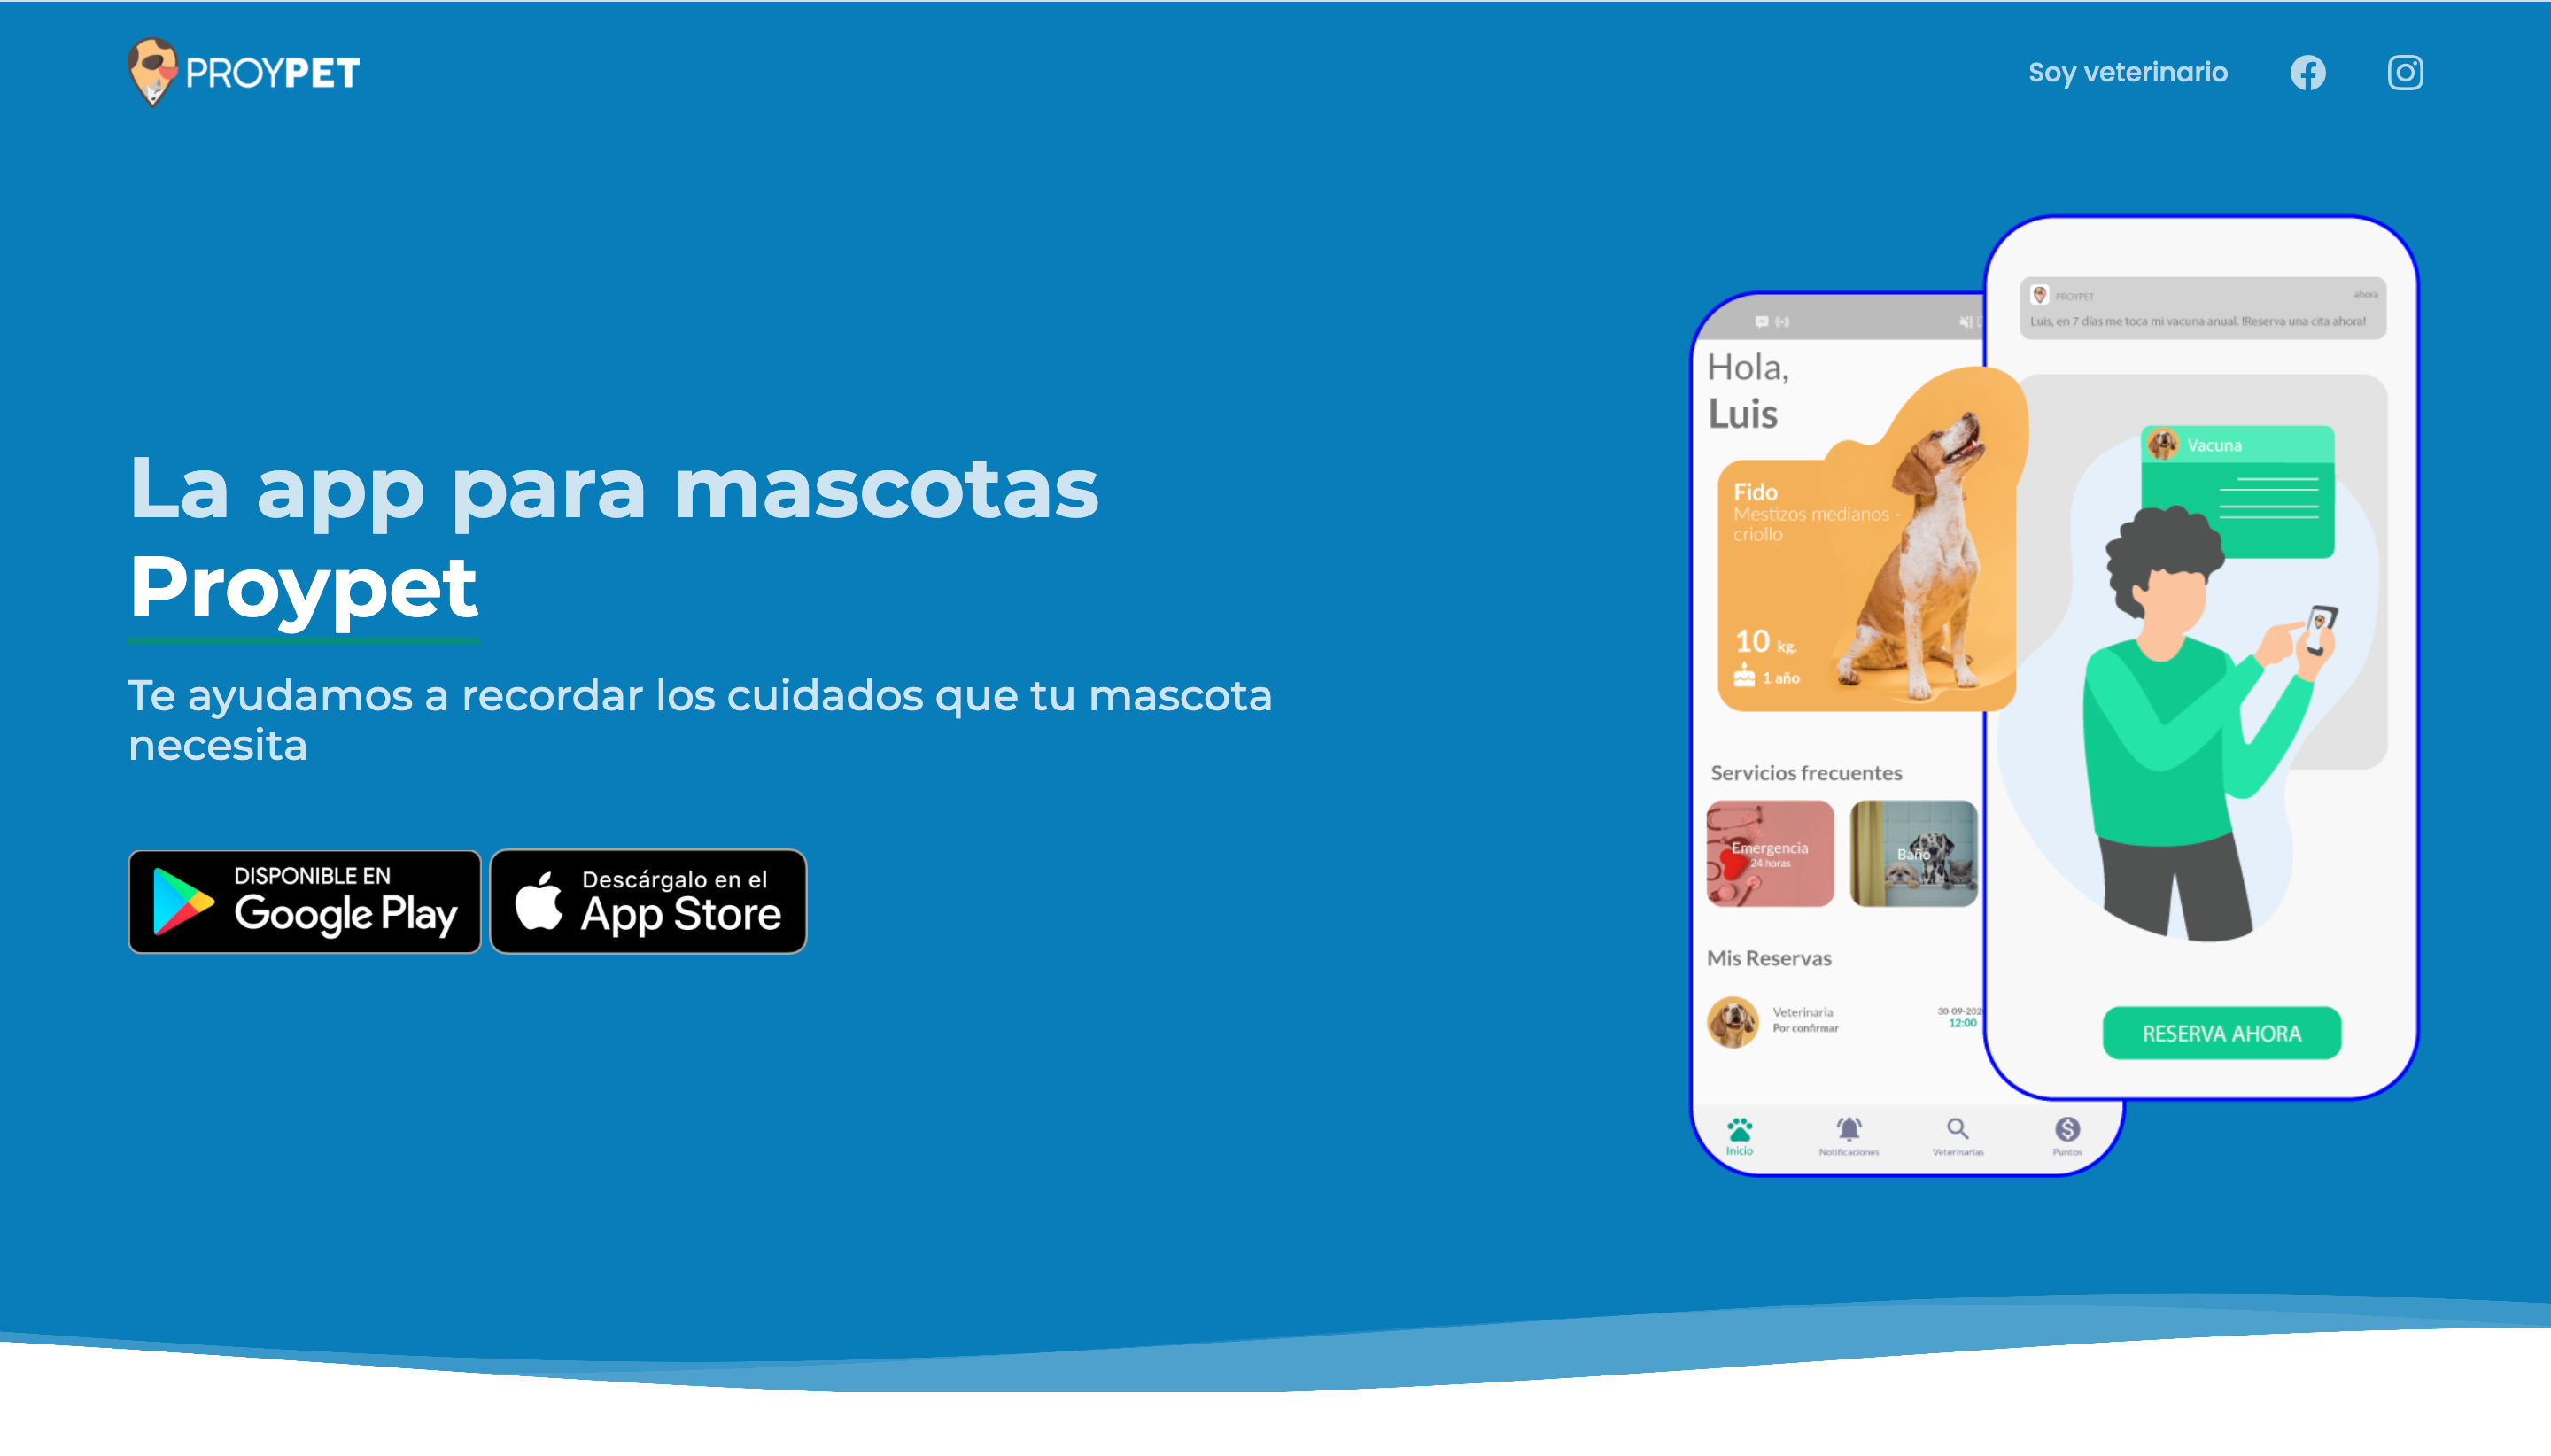 PROYPET
Soy veterinario
La app para mascotas
Proypet
Te ayudamos a recordar los cuidados que tu mascota
necesita
DISPONIBLE EN
Google Play
Descárgalo en el
App Store
Hola,
Luis
Fido
Mestizos medianos -
criollo
10 kg.
1 año
Servicios frecuentes
Emergencia
24 horas
Baño
Mis Reservas
Veterinaria
Por confirmar
30-09-202
12:00
Inicio
Notificaciones
Veterinarias
Puntos
PROYPET
ahora
Luis, en 7 días me toca mi vacuna anual. !Reserva una cita ahora!
Vacuna
RESERVA AHORA